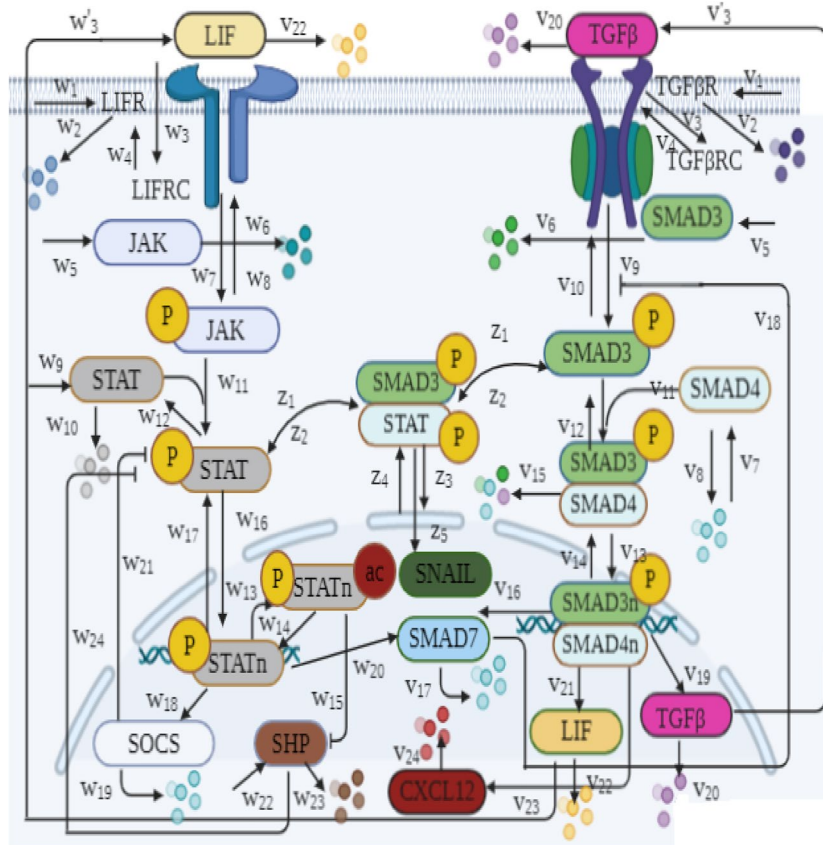 w'3
LIF
v22
v20
TGFβ
v'3
w1
LIFR
w2
w4
w3
LIFRC
TGFβR
v1
v3
v2
v4
TGFβRC
SMAD3
v5
v6
w5
JAK
w6
w7
w8
v10
v9
v18
P
JAK
z1
z2
SMAD3
P
w9
STAT
w11
w10
w12
z1
z2
SMAD3
P
STAT
P
v11
SMAD4
v12
P
STAT
SMAD3
P
SMAD4
v15
v8
v7
z4
z3
z5
w17
w16
w21
w24
v14
v13
w13
P
STATn
ac
SNAIL
v16
SMAD3n
P
SMAD4n
w14
P
STATn
w20
SMAD7
w18
w15
v17
v21
v19
SOCS
SHP
LIF
TGFβ
v24
w19
w22
w23
CXCL12
v23
v22
v20